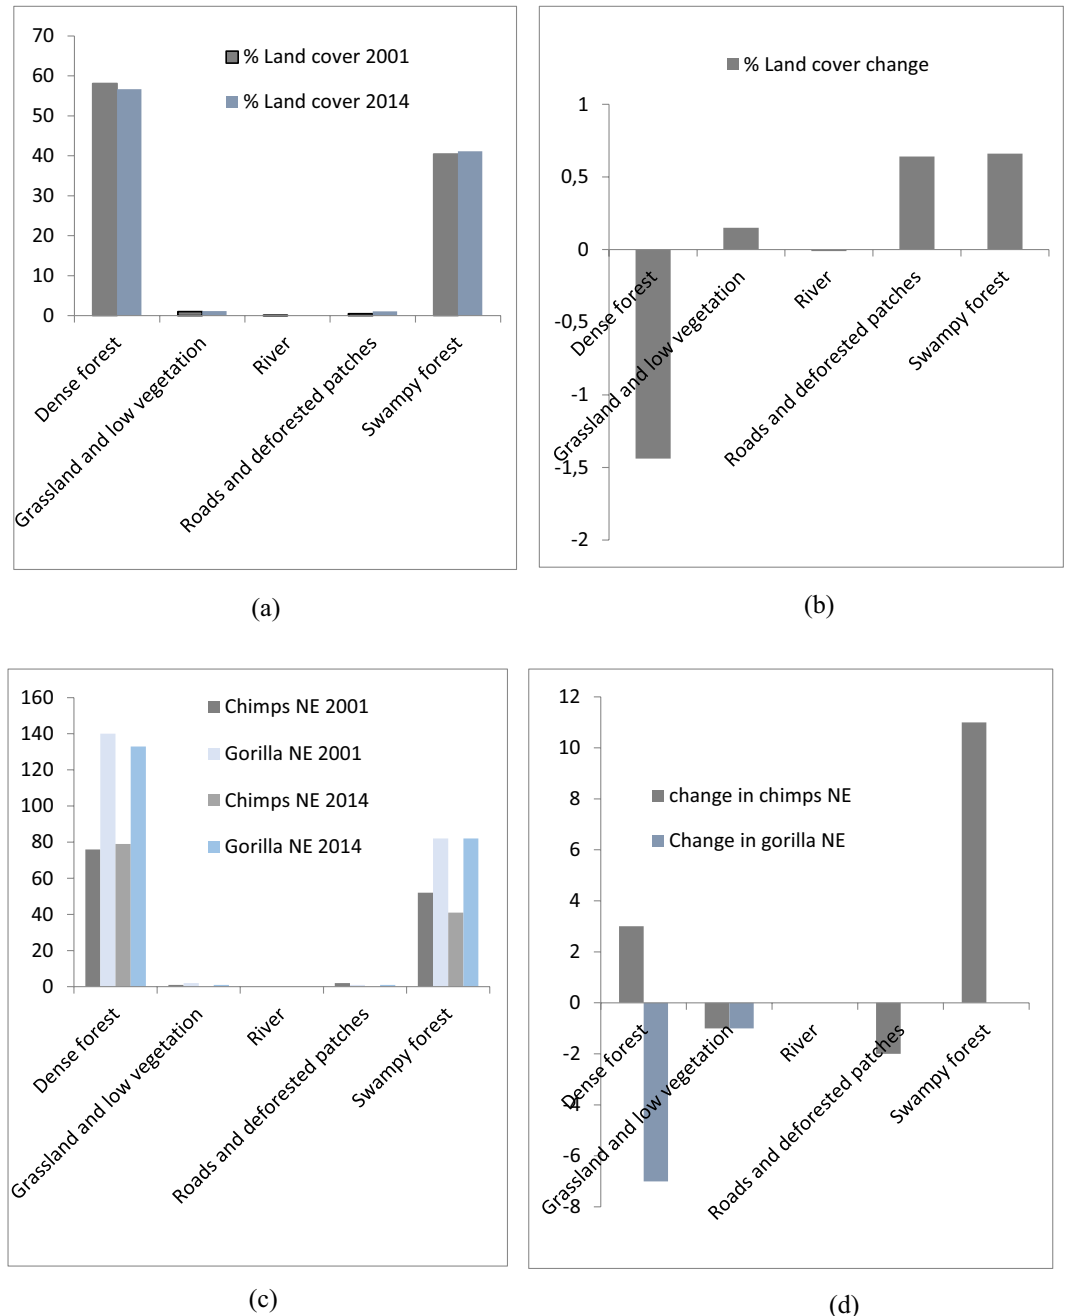 70
60
50
40
30
20
10
0
% Land cover 2001
% Land cover 2014
Dense forest
Grassland and low vegetation
River
Roads and deforested patches
Swampy forest
(a)
% Land cover change
1
0,5
0
-0,5
-1
-1,5
-2
Dense forest
Grassland and low vegetation
River
Roads and deforested patches
Swampy forest
(b)
160
140
120
100
80
60
40
20
0
Chimps NE 2001
Gorilla NE 2001
Chimps NE 2014
Gorilla NE 2014
Dense forest
Grassland and low vegetation
River
Roads and deforested patches
Swampy forest
(c)
12
10
8
6
4
2
0
-2
-4
-6
-8
change in chimps NE
Change in gorilla NE
Dense forest
Grassland and low vegetation
River
Roads and deforested patches
Swampy forest
(d)